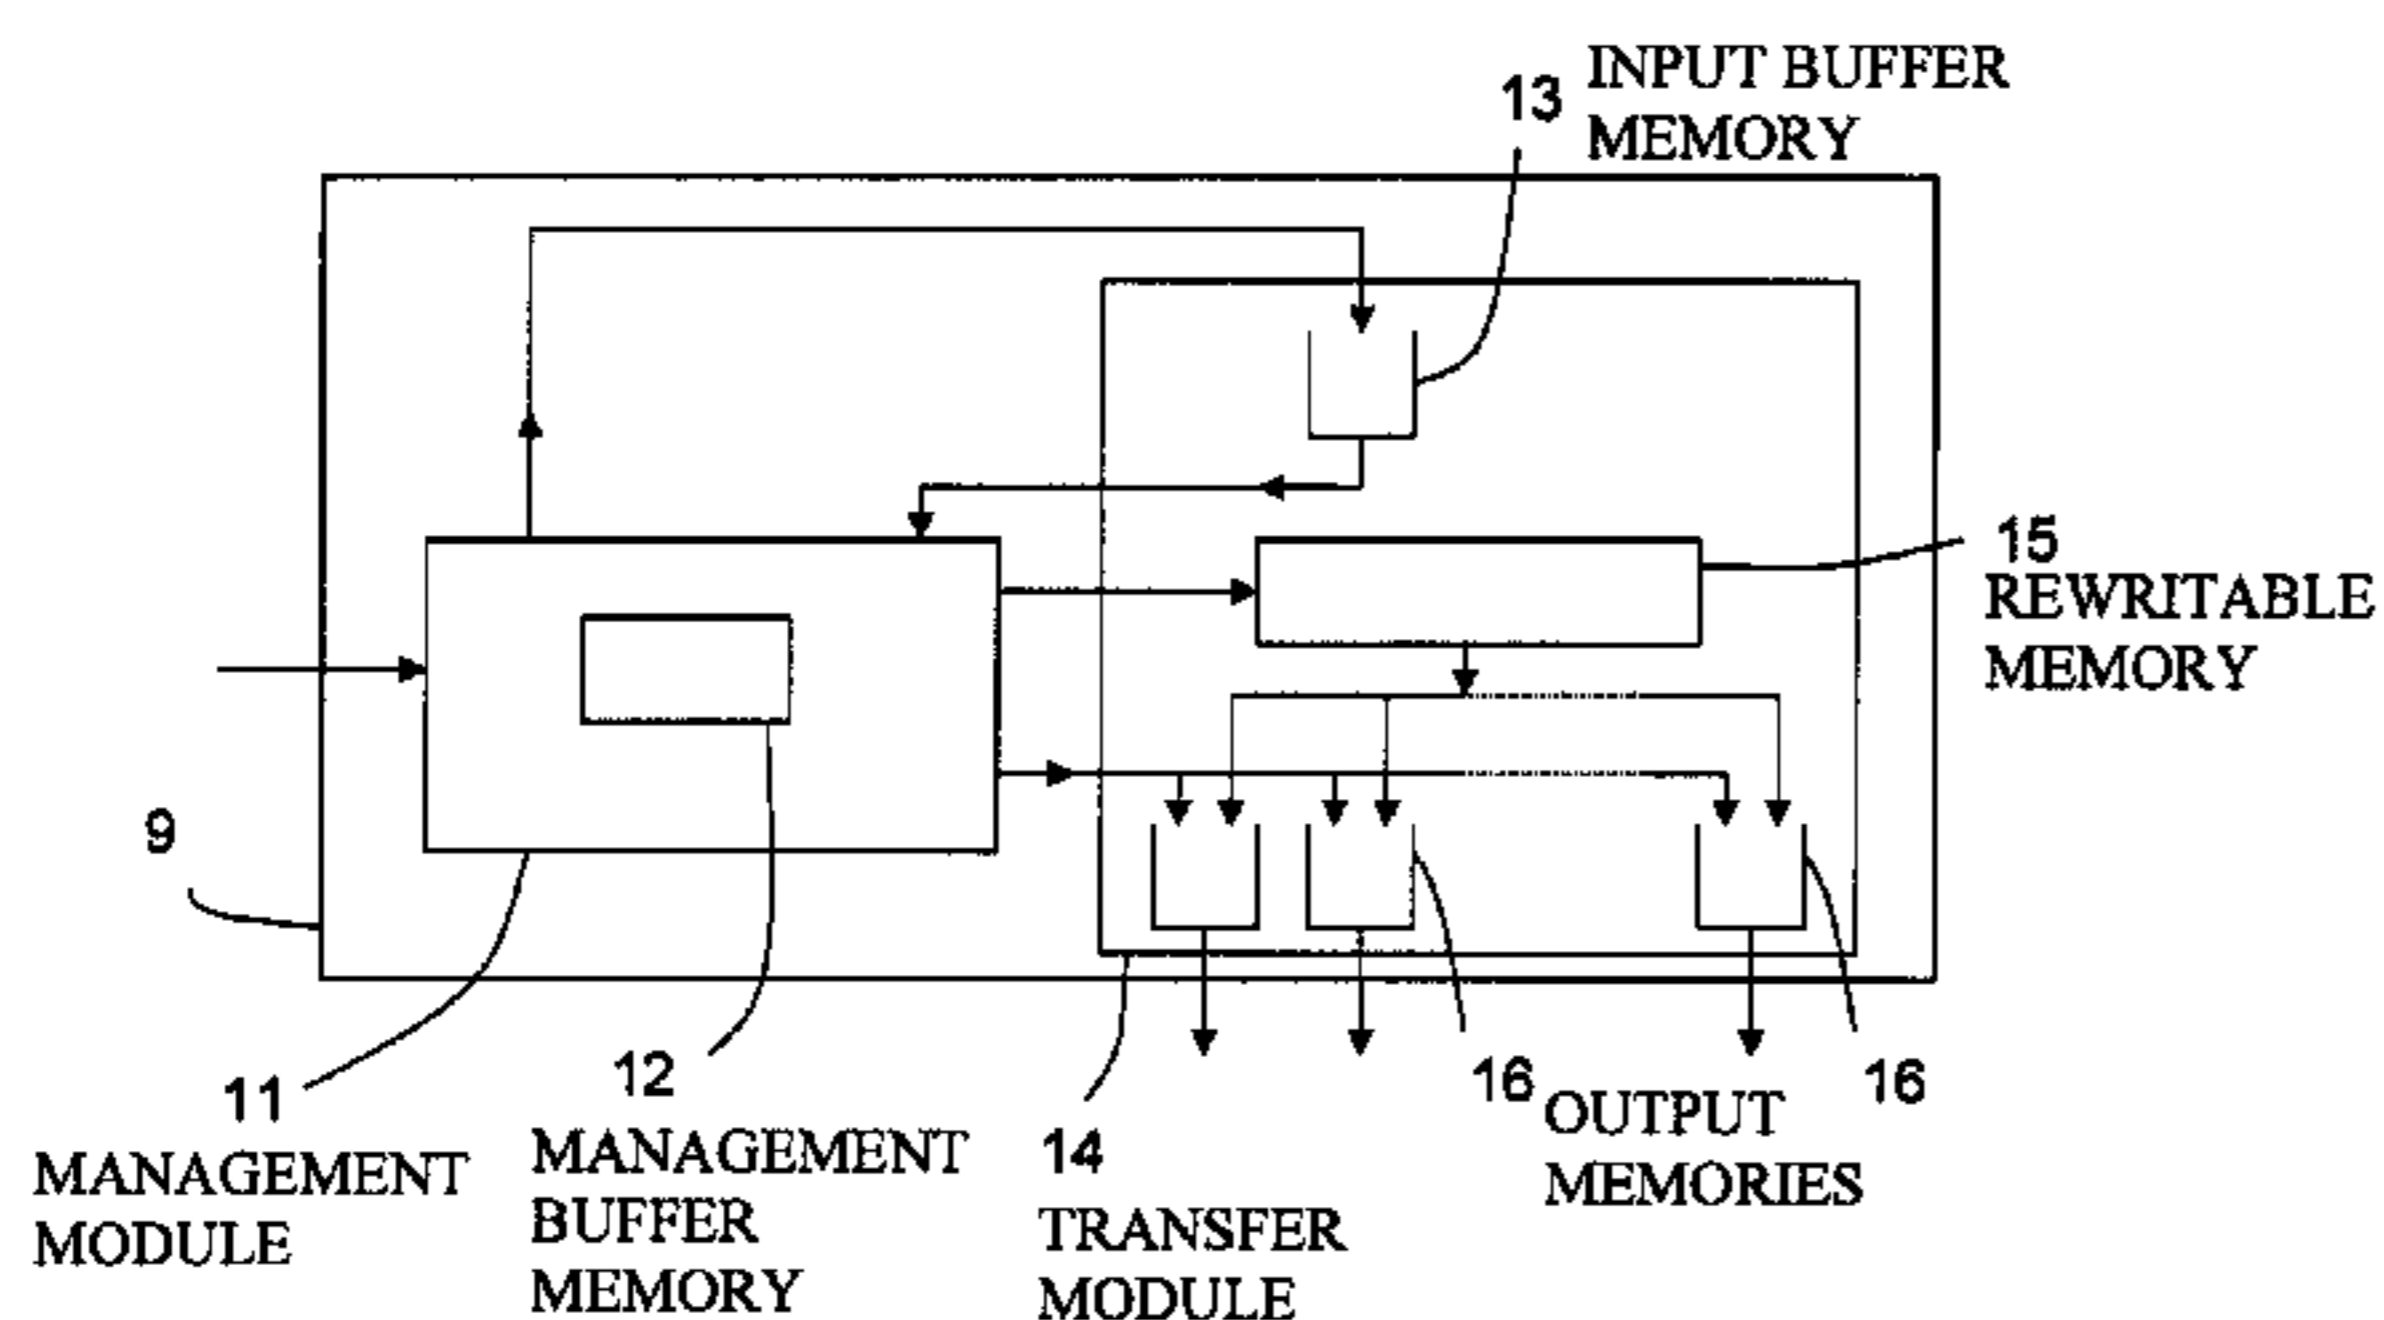 13
INPUT BUFFER
MEMORY
15
REWRITABLE
MEMORY
9
11
MANAGEMENT
MODULE
12
MANAGEMENT
BUFFER
MEMORY
14
TRANSFER
MODULE
16
OUTPUT
MEMORIES
16